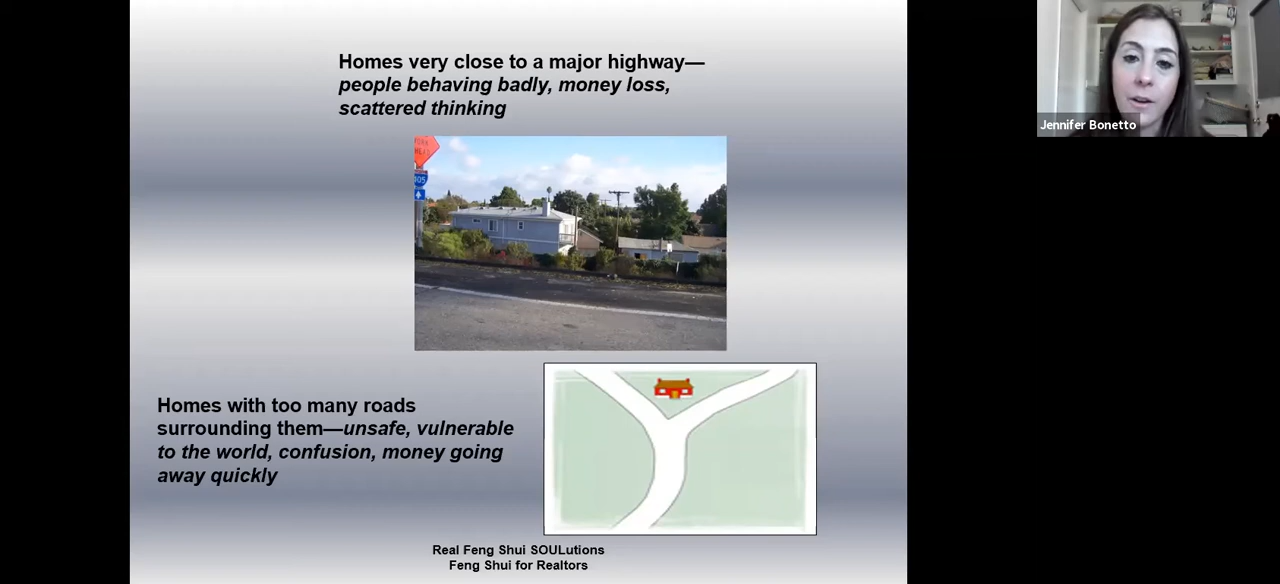 Homes very close to a major highway—
people behaving badly, money loss,
scattered thinking
Jennifer Bonetto
HEAD
405
Homes with too many roads
surrounding them—unsafe, vulnerable
to the world, confusion, money going
away quickly
Real Feng Shui SOULutions
Feng Shui for Realtors